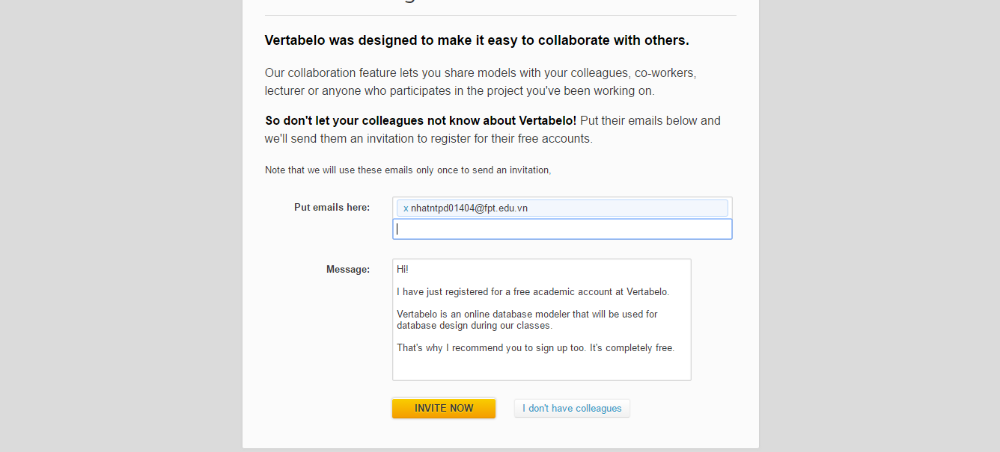 Vertabelo was designed to make it easy to collaborate with others.
Our collaboration feature lets you share models with your colleagues, co-workers,
lecturer or anyone who participates in the project you've been working on.
So don't let your colleagues not know about Vertabelo! Put their emails below and
we'll send them an invitation to register for their free accounts.
Note that we will use these emails only once to send an invitation,
Put emails here:
x nhatntpd01404@fpt.edu.vn
Message:
Hi!
I have just registered for a free academic account at Vertabelo.
Vertabelo is an online database modeler that will be used for
database design during our classes.
That's why I recommend you to sign up too. It's completely free.
INVITE NOW
I don't have colleagues